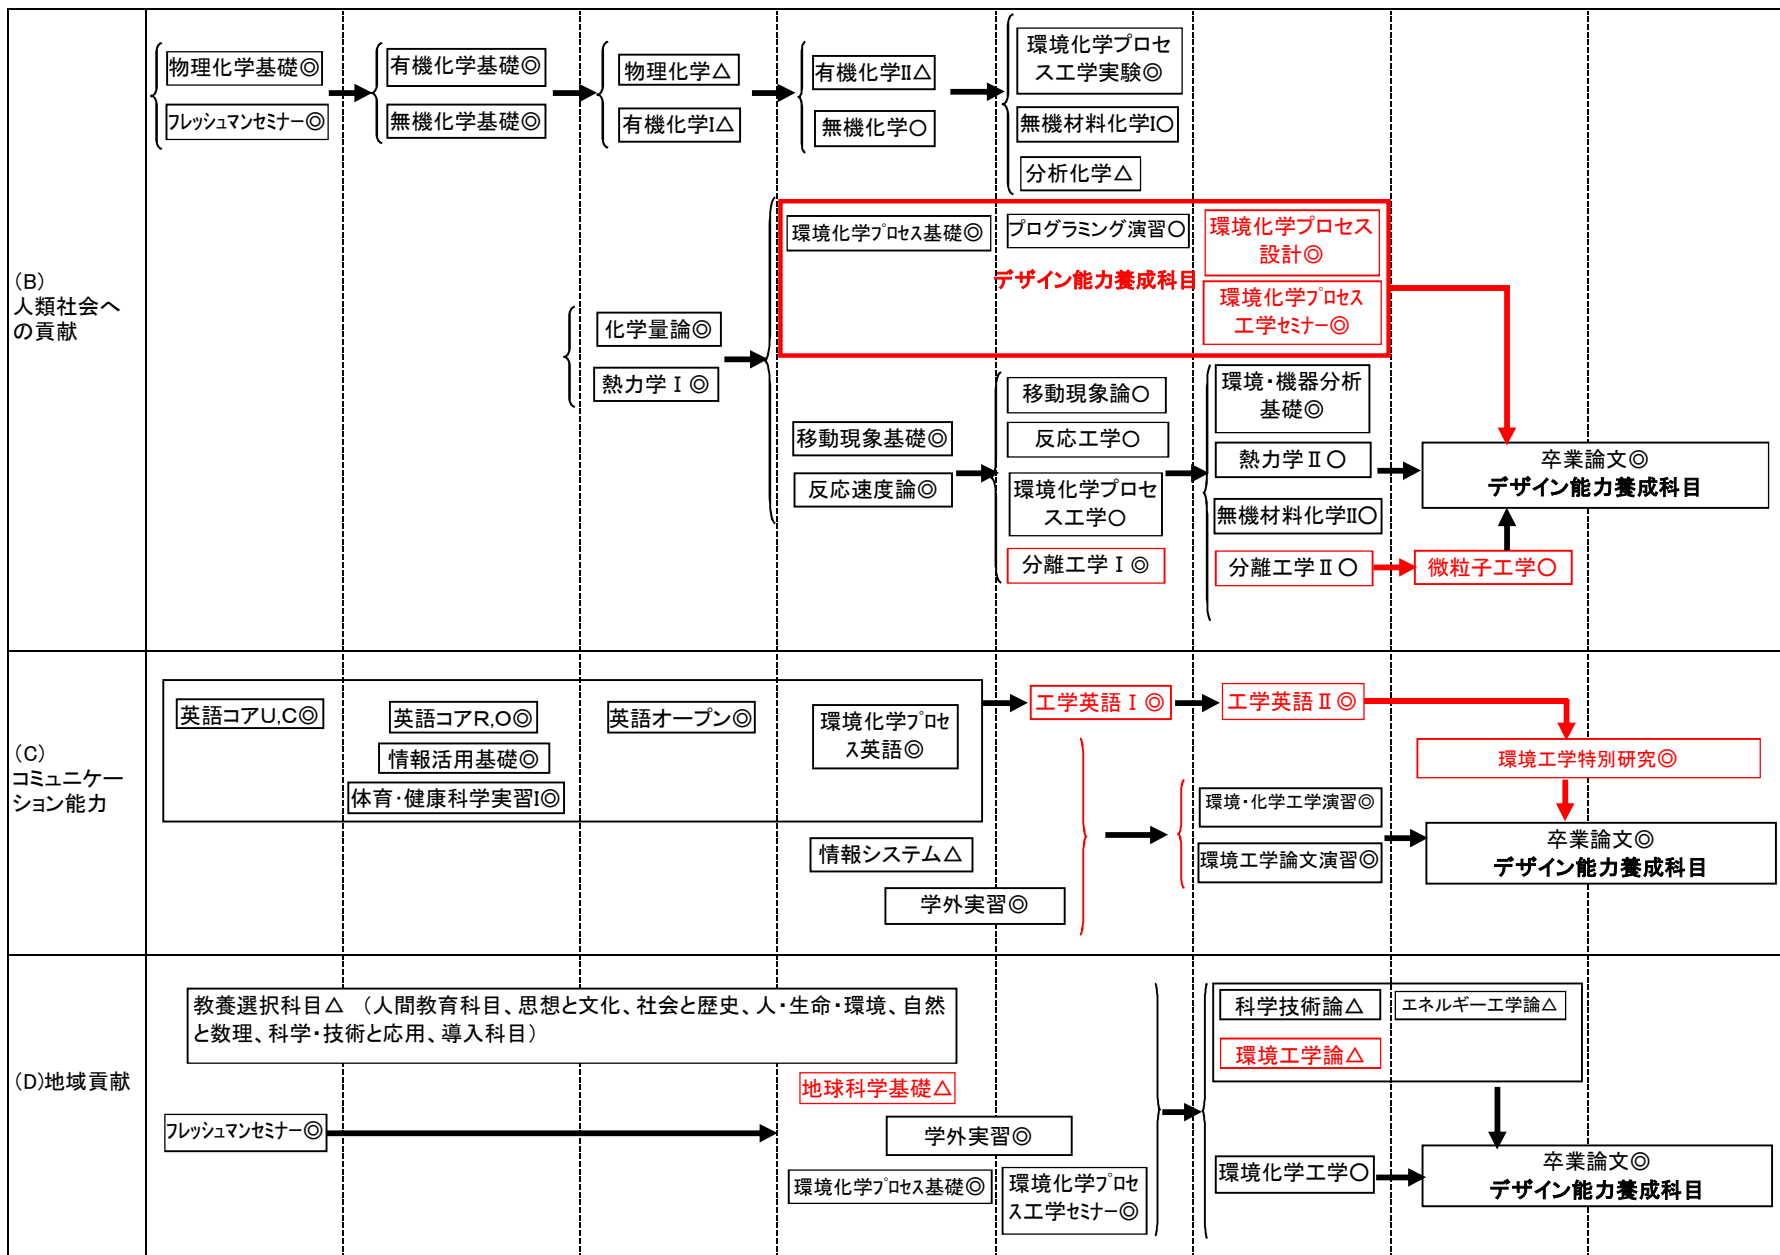 (B)
人類社会へ
の貢献
物理化学基礎◎
フレッシュマンセミナー◎
有機化学基礎◎
無機化学基礎◎
物理化学△
有機化学I△
有機化学II△
無機化学○
環境化学プロセ
ス工学実験◎
無機材料化学I○
分析化学△
化学量論◎
熱力学Ⅰ◎
環境化学プロセス基礎◎
プログラミング演習○
環境化学プロセス
設計◎
デザイン能力養成科目
環境化学プロセス
工学セミナー◎
移動現象基礎◎
反応速度論◎
移動現象論○
反応工学○
環境化学プロセ
ス工学○
分離工学Ⅰ◎
環境・機器分析
基礎◎
熱力学Ⅱ○
無機材料化学II○
分離工学Ⅱ○
微粒子工学○
卒業論文◎
デザイン能力養成科目
(C)
コミュニケー
ション能力
英語コアU,C◎
英語コアR,O◎
情報活用基礎◎
体育・健康科学実習I◎
英語オープン◎
環境化学プロセ
ス英語◎
情報システム△
学外実習◎
工学英語Ⅰ◎
工学英語Ⅱ◎
環境・化学工学演習◎
環境工学論文演習◎
環境工学特別研究◎
卒業論文◎
デザイン能力養成科目
(D)地域貢献
教養選択科目△ (人間教育科目、思想と文化、社会と歴史、人・生命・環境、自然
と数理、科学・技術と応用、導入科目)
地球科学基礎△
フレッシュマンセミナー◎
学外実習◎
環境化学プロセス基礎◎
環境化学プロセ
ス工学セミナー◎
科学技術論△
エネルギー工学論△
環境工学論△
環境化学工学○
卒業論文◎
デザイン能力養成科目